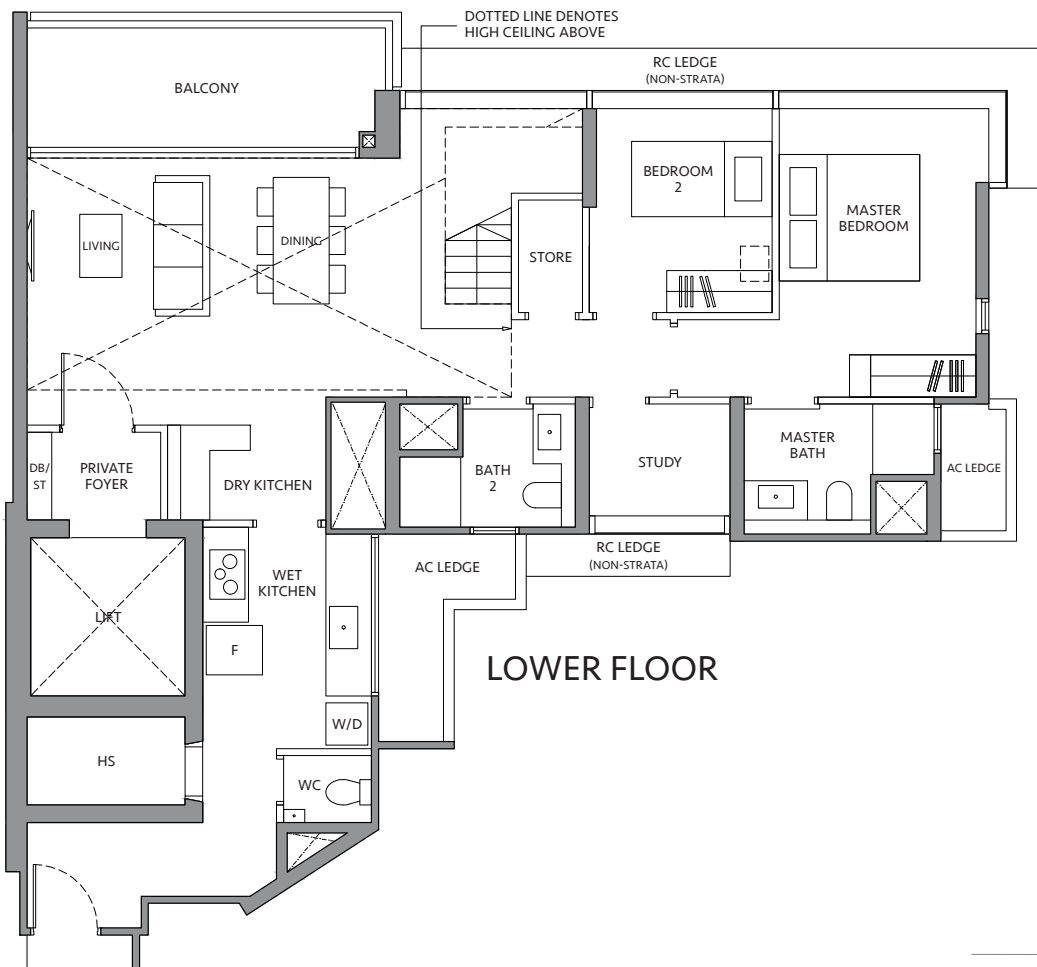 DOTTED LINE DENOTES
HIGH CEILING ABOVE
RC LEDGE
(NON-STRATA)
BALCONY
BEDROOM
2
MASTER
BEDROOM
LIVING
DINING
STORE
DB/
ST
PRIVATE
FOYER
DRY KITCHEN
BATH
2
STUDY
MASTER
BATH
AC LEDGE
RC LEDGE
(NON-STRATA)
AC LEDGE
WET
KITCHEN
LIFT
F
LOWER FLOOR
W/D
HS
WC